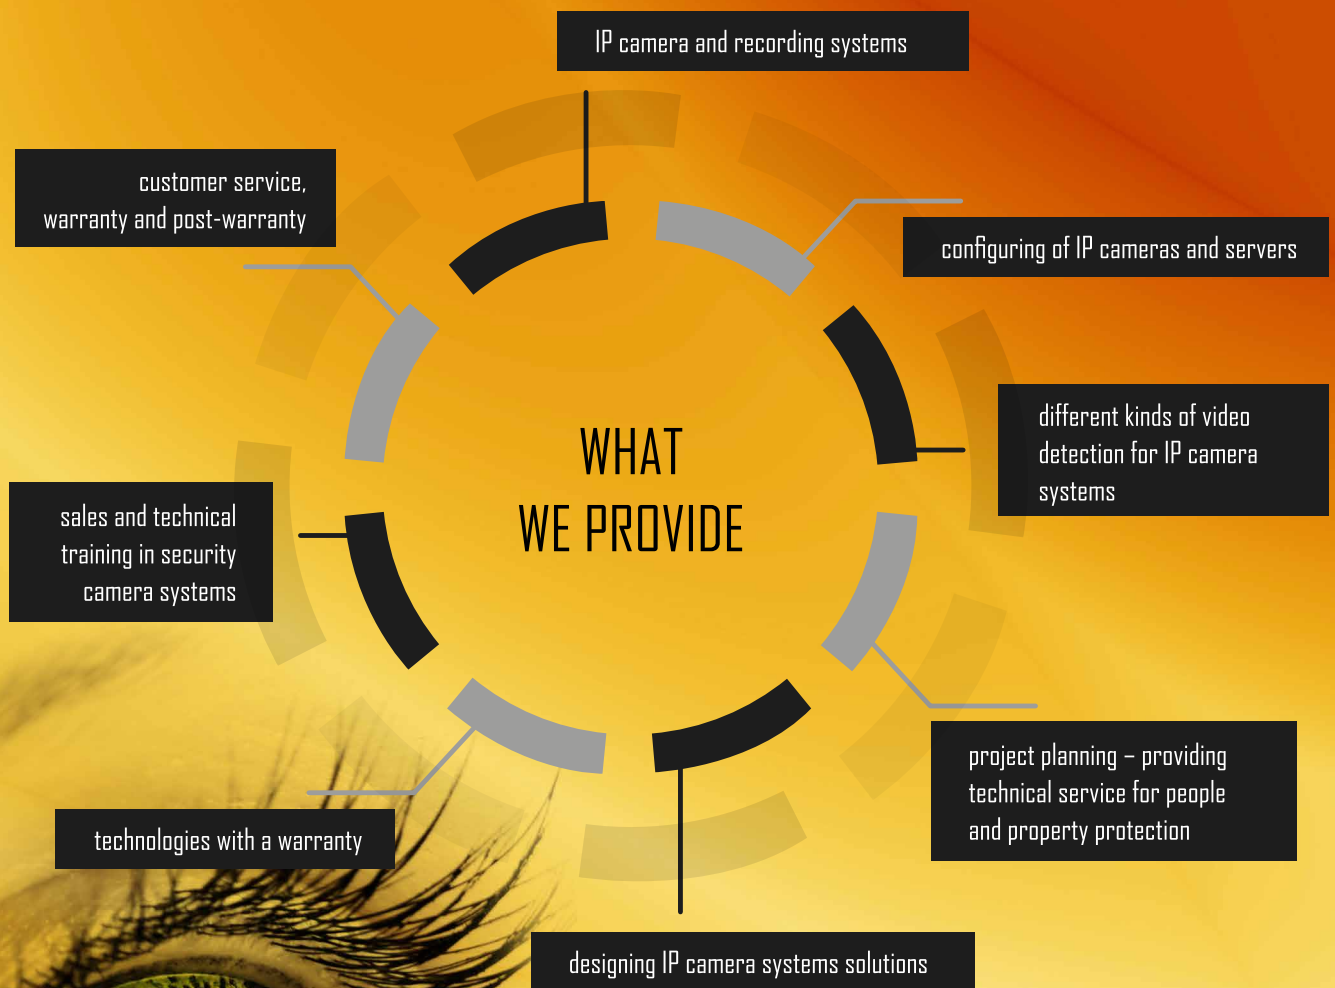 IP camera and recording systems
customer service,
warranty and post-warranty
configuring of IP cameras and servers
different kinds of video
detection for IP camera
systems
WHAT
WE PROVIDE
sales and technical
training in security
camera systems
project planning – providing
technical service for people
and property protection
technologies with a warranty
designing IP camera systems solutions